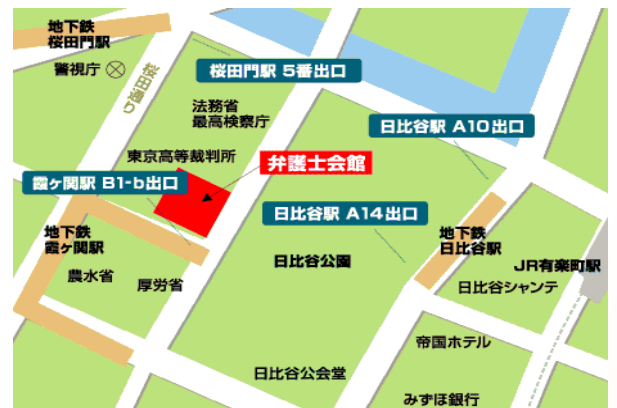 地下鉄
桜田門駅
警視庁
桜田通り
桜田門駅 5番出口
法務省
最高検察庁
日比谷駅 A10出口
東京高等裁判所
弁護士会館
霞ヶ関駅 B1-b出口
日比谷駅 A14出口
地下鉄
霞ヶ関駅
地下鉄
日比谷駅
日比谷公園
JR有楽町駅
農水省
厚労省
日比谷シャンテ
帝国ホテル
日比谷公会堂
みずほ銀行